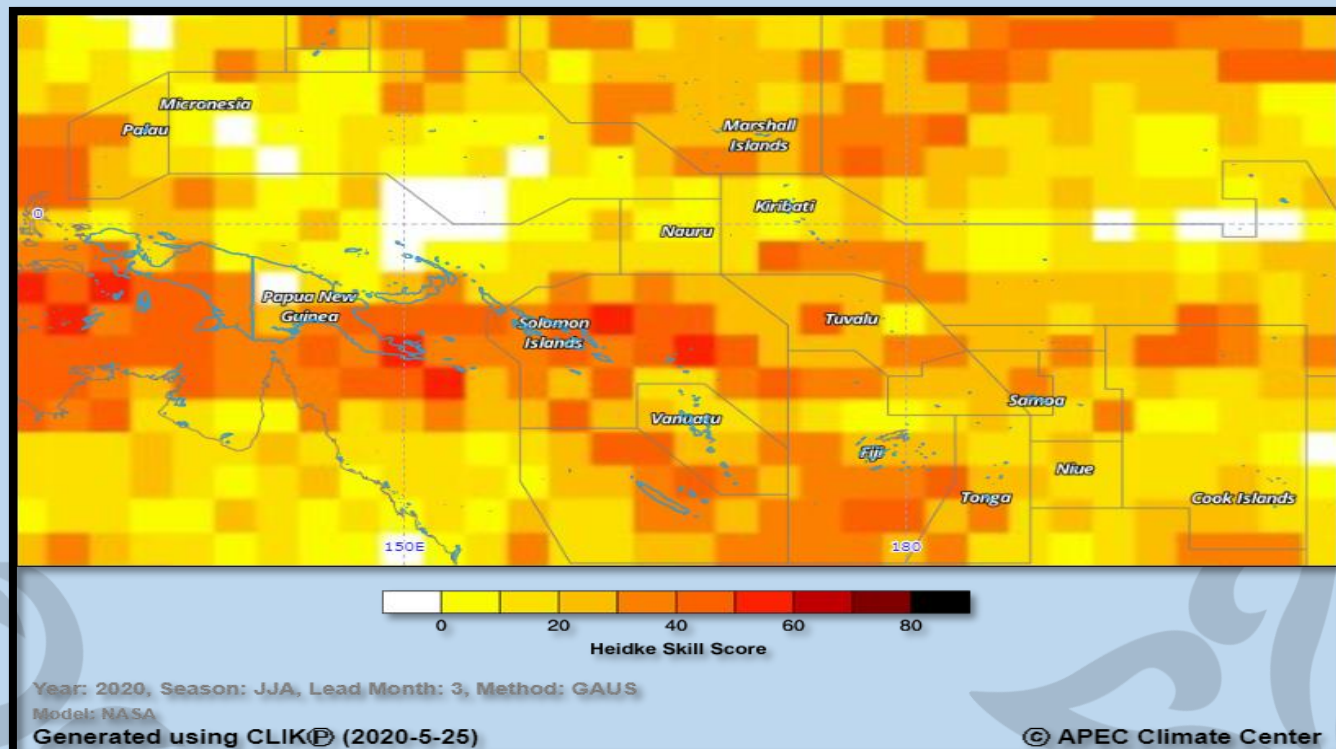 Micronesia
Palau
Marshall
Islands
0
Kiribati
Nauru
Papua New
Guinea
Solomon
Islands
Tuvalu
Samoa
Vanuatu
Fiji
Niue
Tonga
Cook Islands
150E
180
0 20 40 60 80
Heidke Skill Score
Year: 2020, Season: JJA, Lead Month: 3, Method: GAUS
Model: NASA
Generated using CLIKⓅ (2020-5-25)
© APEC Climate Center